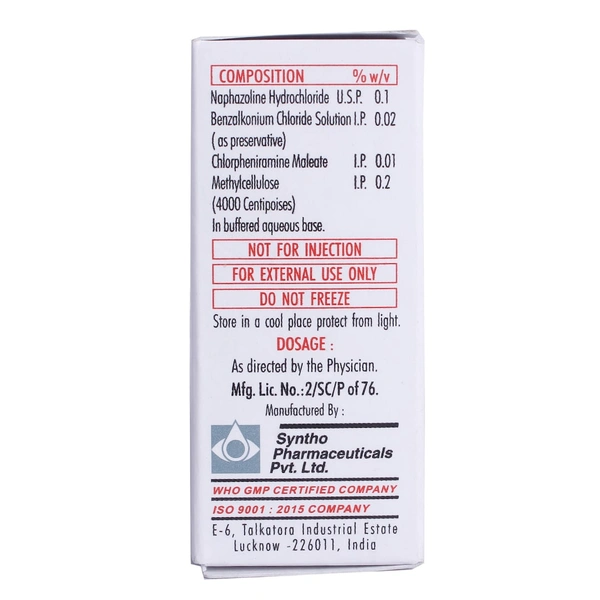 COMPOSITION % w/v
Naphazoline Hydrochloride U.S.P. 0.1
Benzalkonium Chloride Solution I.P. 0.02
( as preservative)
Chlorpheniramine Maleate I.P. 0.01
Methylcellulose I.P. 0.2
(4000 Centipoises)
In buffered aqueous base.
NOT FOR INJECTION
FOR EXTERNAL USE ONLY
DO NOT FREEZE
Store in a cool place protect from light.
DOSAGE :
As directed by the Physician.
Mfg. Lic. No.:2/SC/P of 76.
Manufactured By :
Syntho
Pharmaceuticals
Pvt. Ltd.
WHO GMP CERTIFIED COMPANY
ISO 9001 : 2015 COMPANY
E-6, Talkatora Industrial Estate
Lucknow -226011, India